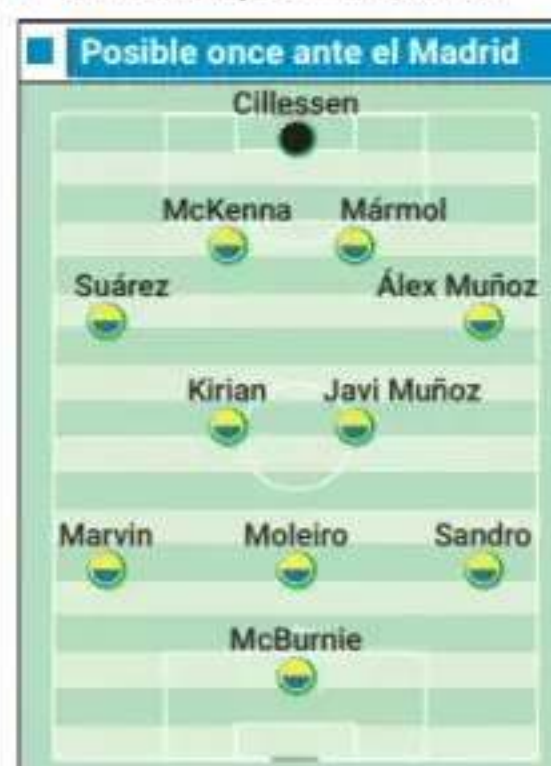 Posible once ante el Madrid
Cillessen
McKenna Mármol
Suárez Álex Muñoz
Kirian Javi Muñoz
Marvin Moleiro Sandro
McBurnie